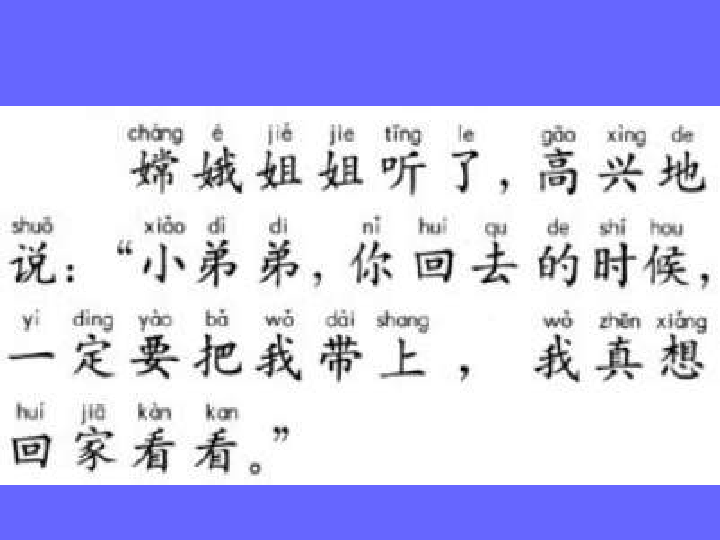 cháng é jiě jie tīng le gāo xìng de
嫦娥姐姐听了，高兴地
shuō xiǎo dì di nǐ huí qu de shí hou
说：“小弟弟，你回去的时候，
yí dìng yào bǎ wǒ dài shang wǒ zhēn xiǎng
一定要把我带上，我真想
huí jiā kàn kan
回家看看。”